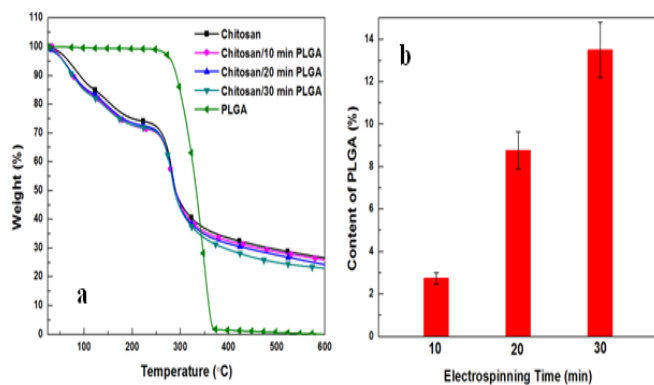 Chitosan
Chitosan/10 min PLGA
Chitosan/20 min PLGA
Chitosan/30 min PLGA
PLGA
100
90
80
70
60
50
40
30
20
10
0
Weight (%)
a
100 200 300 400 500 600
Temperature (°C)
b
14
12
10
8
6
4
2
0
Content of PLGA (%)
10 20 30
Electrospinning Time (min)